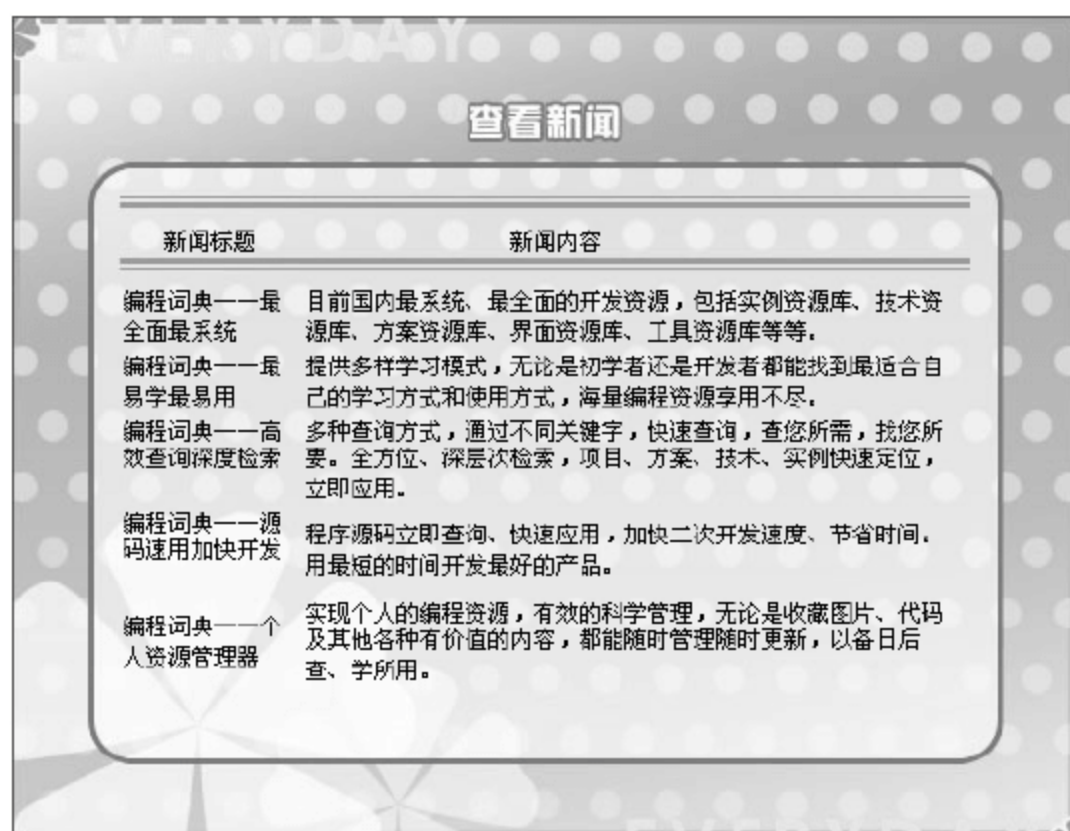 EVERYDAY
查看新闻
新闻标题 新闻内容
编程词典——最 目前国内最系统、最全面的开发资源，包括实例资源库、技术资
全面最系统 源库、方案资源库、界面资源库、工具资源库等等。
编程词典——最 提供多样学习模式，无论是初学者还是开发者都能找到最适合自
易学最易用 己的学习方式和使用方式，海量编程资源享用不尽。
编程词典——高 多种查询方式，通过不同关键字，快速查询，查您所需，找您所
效查询深度检索 要。全方位、深层次检索，项目、方案、技术、实例快速定位，
立即应用。
编程词典——源 程序源码立即查询、快速应用，加快二次开发速度、节省时间。
码速用加快开发 用最短的时间开发最好的产品。
编程词典——个 实现个人的编程资源，有效的科学管理，无论是收藏图片、代码
人资源管理器 及其他各种有价值的内容，都能随时管理随时更新，以备日后
查、学所用。